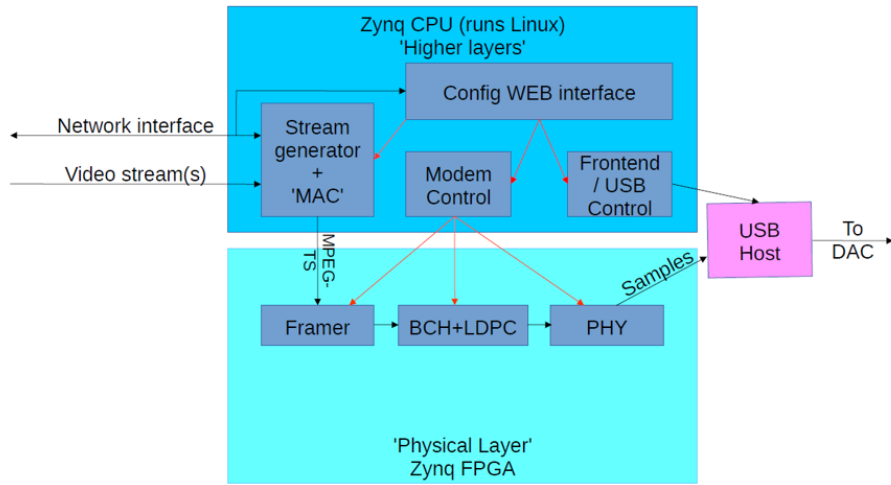 Zynq CPU (runs Linux)
'Higher layers'
Config WEB interface
Network interface
Stream
generator
+
'MAC'
Video stream(s)
Modem
Control
Frontend
/ USB
Control
USB
Host
To
DAC
MPEG-
TS
Samples
Framer
BCH+LDPC
PHY
'Physical Layer'
Zynq FPGA